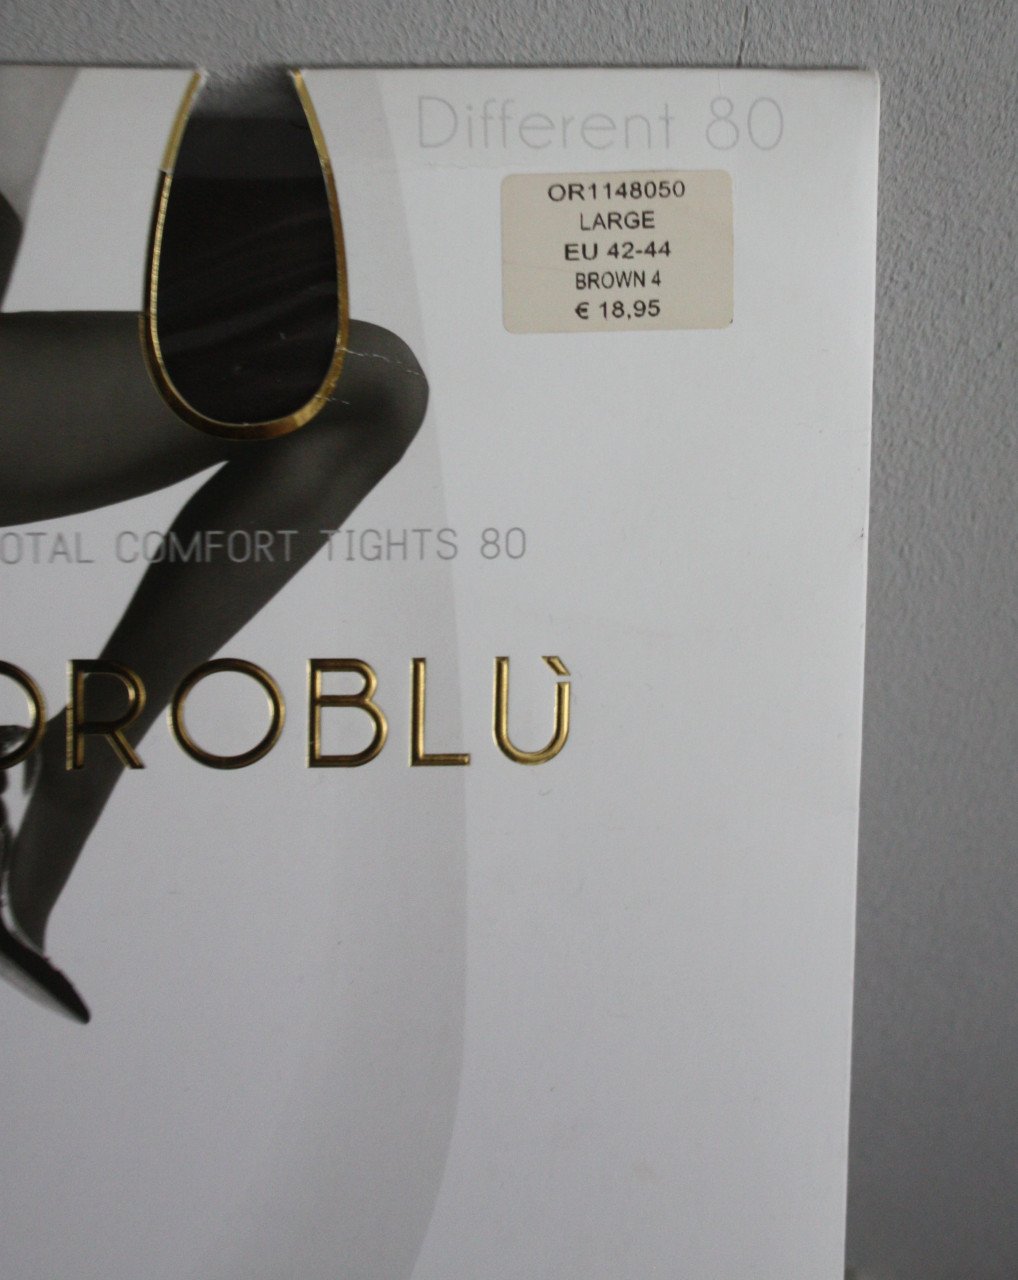 Different 80
OR1148050
LARGE
EU 42-44
BROWN 4
€ 18,95
OTAL COMFORT TIGHTS 80
OROBLÙ